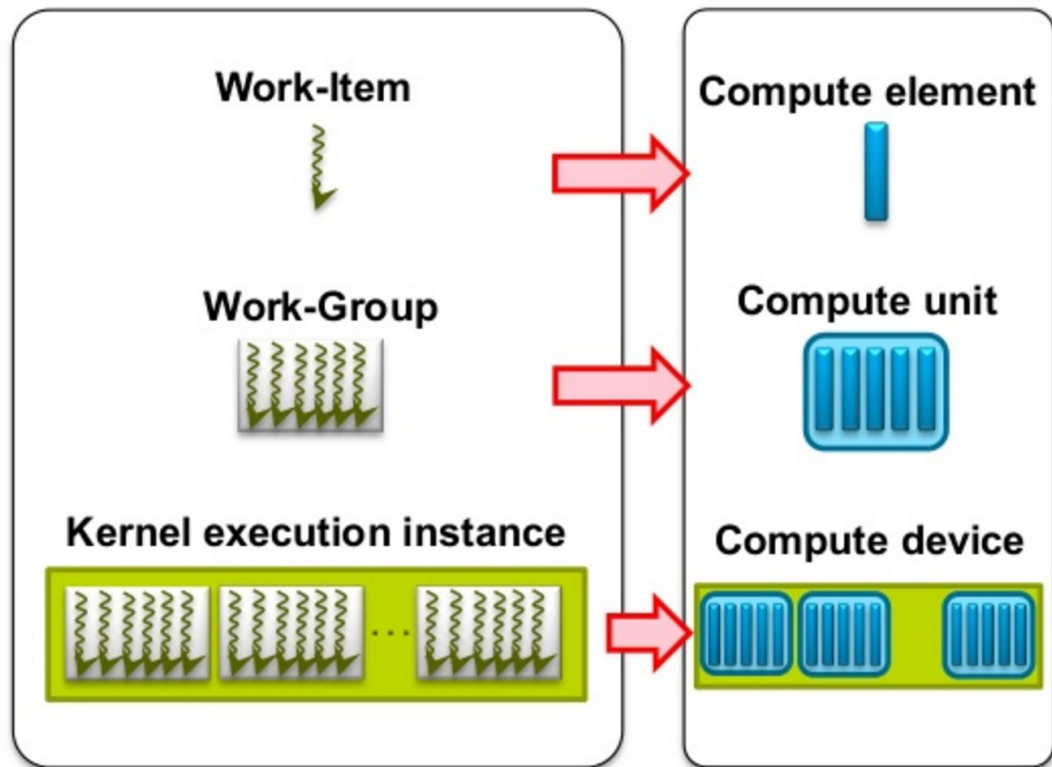 Work-Item
Compute element
Work-Group
Compute unit
Kernel execution instance
Compute device
...